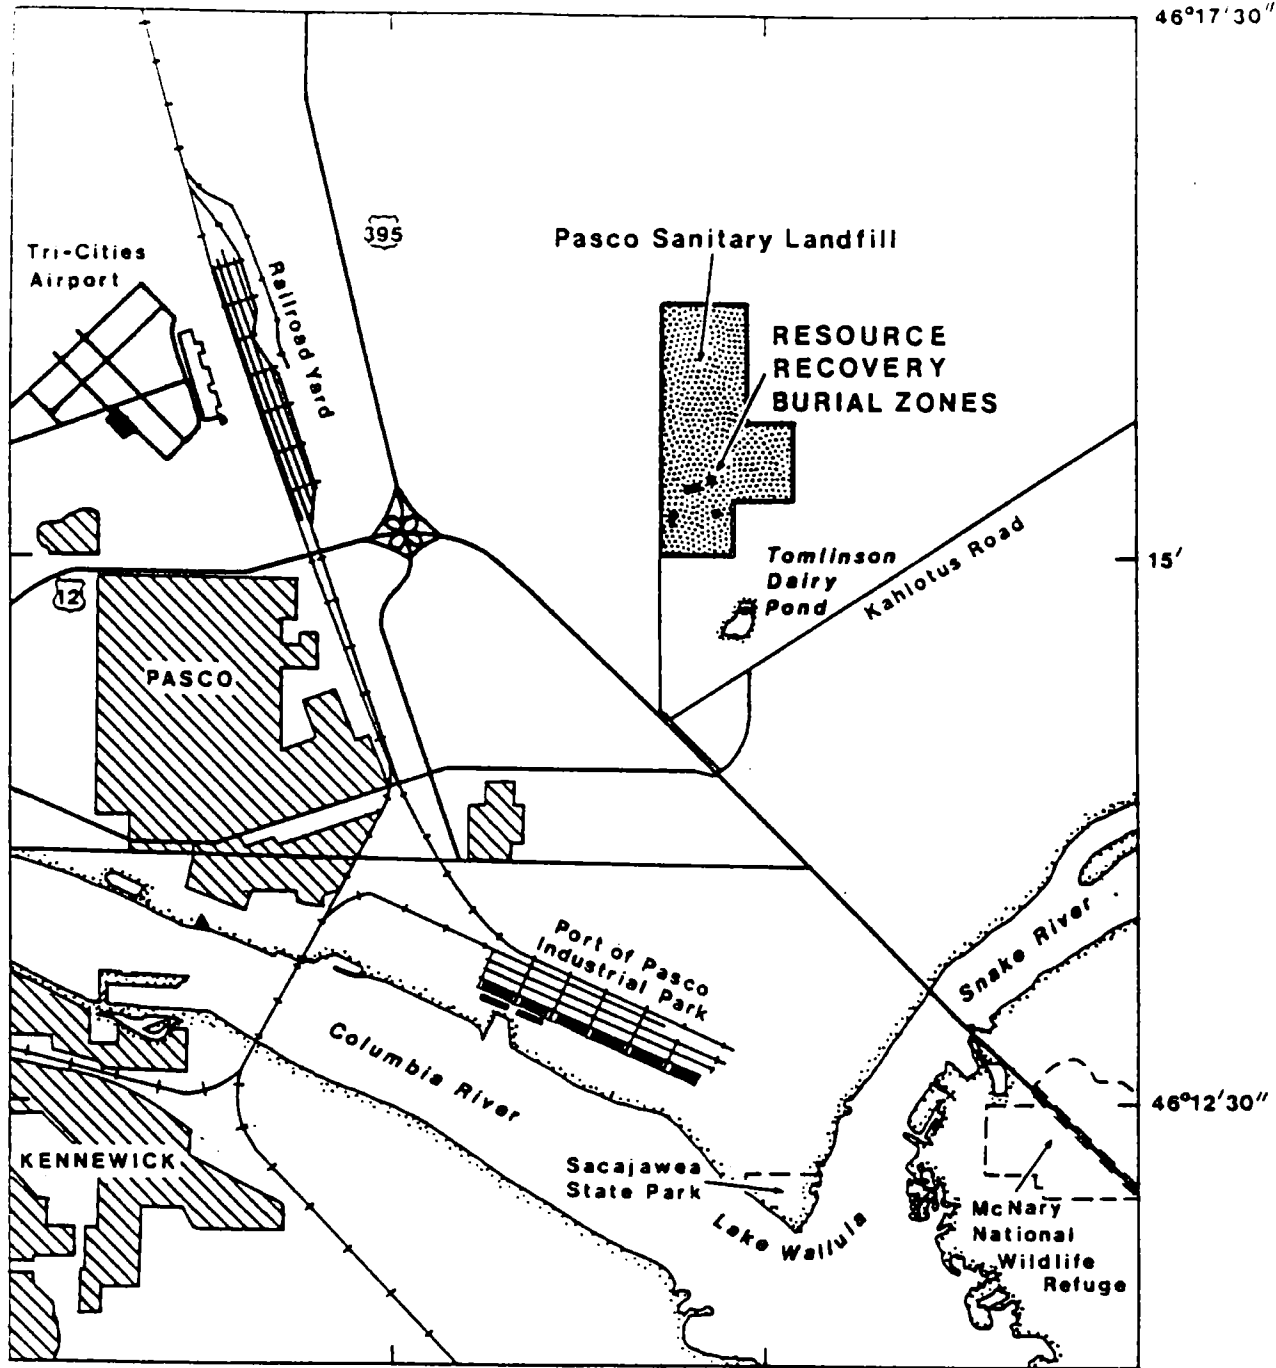 46°17'30"
395
Tri-Cities
Airport
Railroad Yard
Pasco Sanitary Landfill
RESOURCE
RECOVERY
BURIAL ZONES
15'
Tomlinson
Dairy
Pond
Kahlotus Road
12
PASCO
Port of Pasco
Industrial Park
Snake River
Columbia River
46°12'30"
KENNEWICK
Sacajawea
State Park
Lake Wallula
McNary
National
Wildlife
Refuge